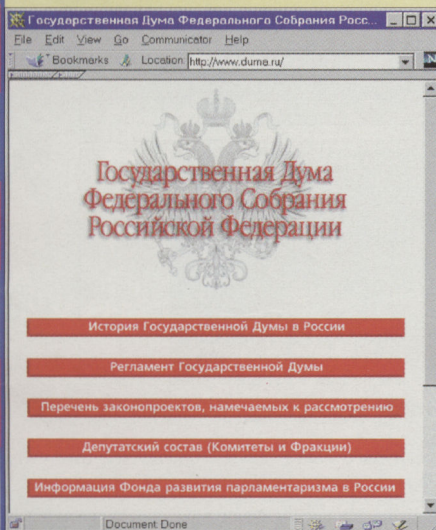 Государственная Дума Федерального Собрания Росс...
File Edit View Go Communicator Help
Bookmarks Location: http://www.duma.ru/
Государственная Дума
Федерального Собрания
Российской Федерации
История Государственной Думы в России
Регламент Государственной Думы
Перечень законопроектов, намечаемых к рассмотрению
Депутатский состав (Комитеты и Фракции)
Информация Фонда развития парламентаризма в России
Document Done